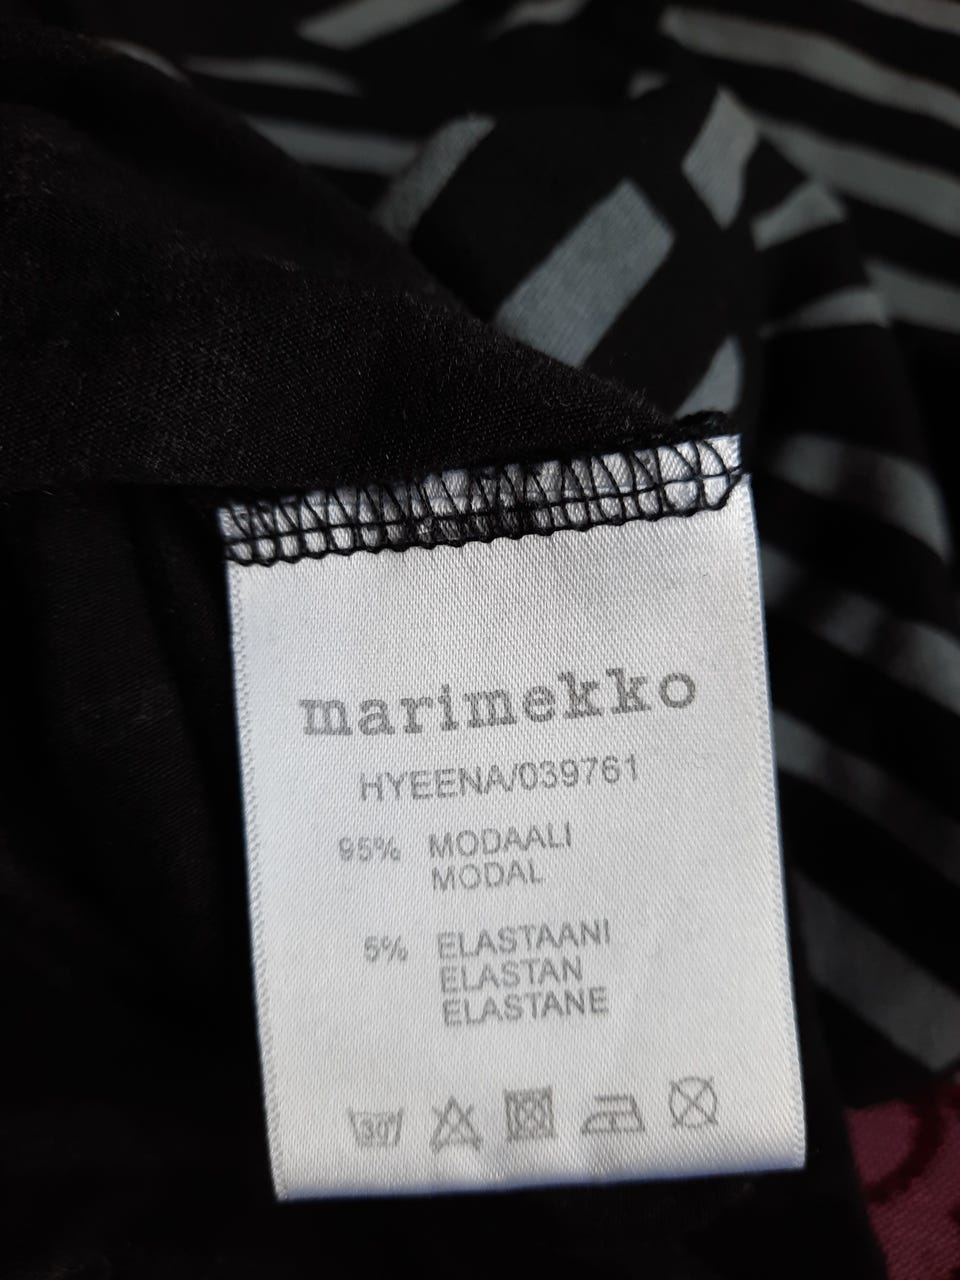 marimekko
HYEENA/039761
95% MODAALI
MODAL
5% ELASTAANI
ELASTAN
ELASTANE
30